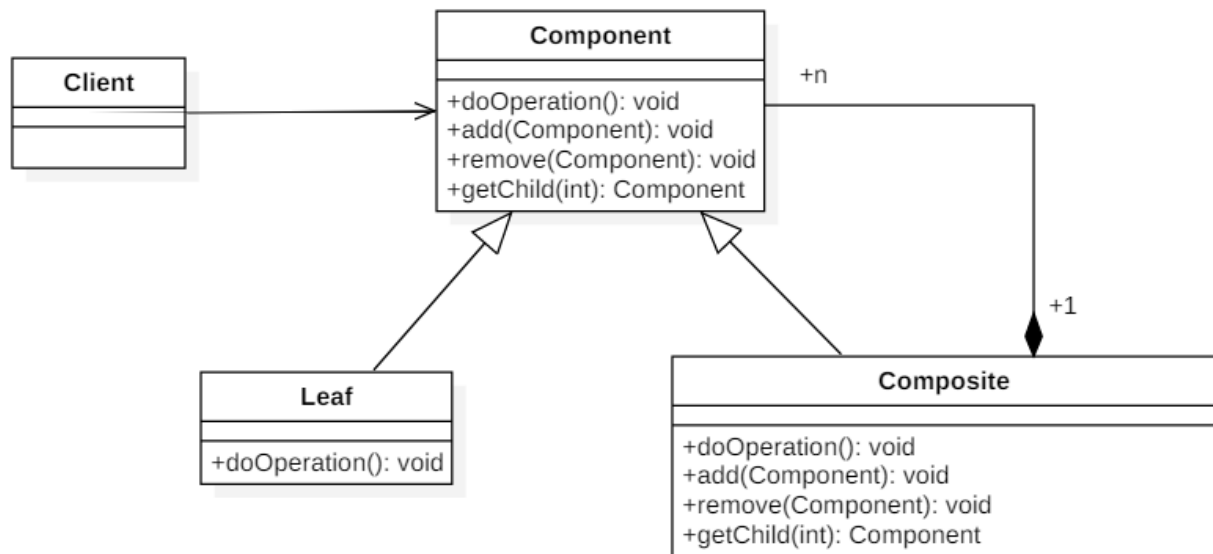 Component
Client
+n
+doOperation(): void
+add(Component): void
+remove(Component): void
+getChild(int): Component
+1
Leaf
+doOperation(): void
Composite
+doOperation(): void
+add(Component): void
+remove(Component): void
+getChild(int): Component